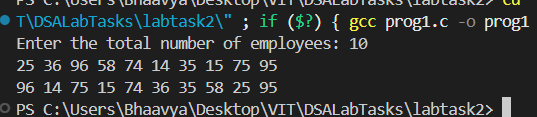 T\DSALabTasks\labtask2\" ; if ($?) { gcc prog1.c -o prog1
Enter the total number of employees: 10
25 36 96 58 74 14 35 15 75 95
96 14 75 15 74 36 35 58 25 95
PS C:\Users\Bhaavya\Desktop\VIT\DSALabTasks\labtask2>